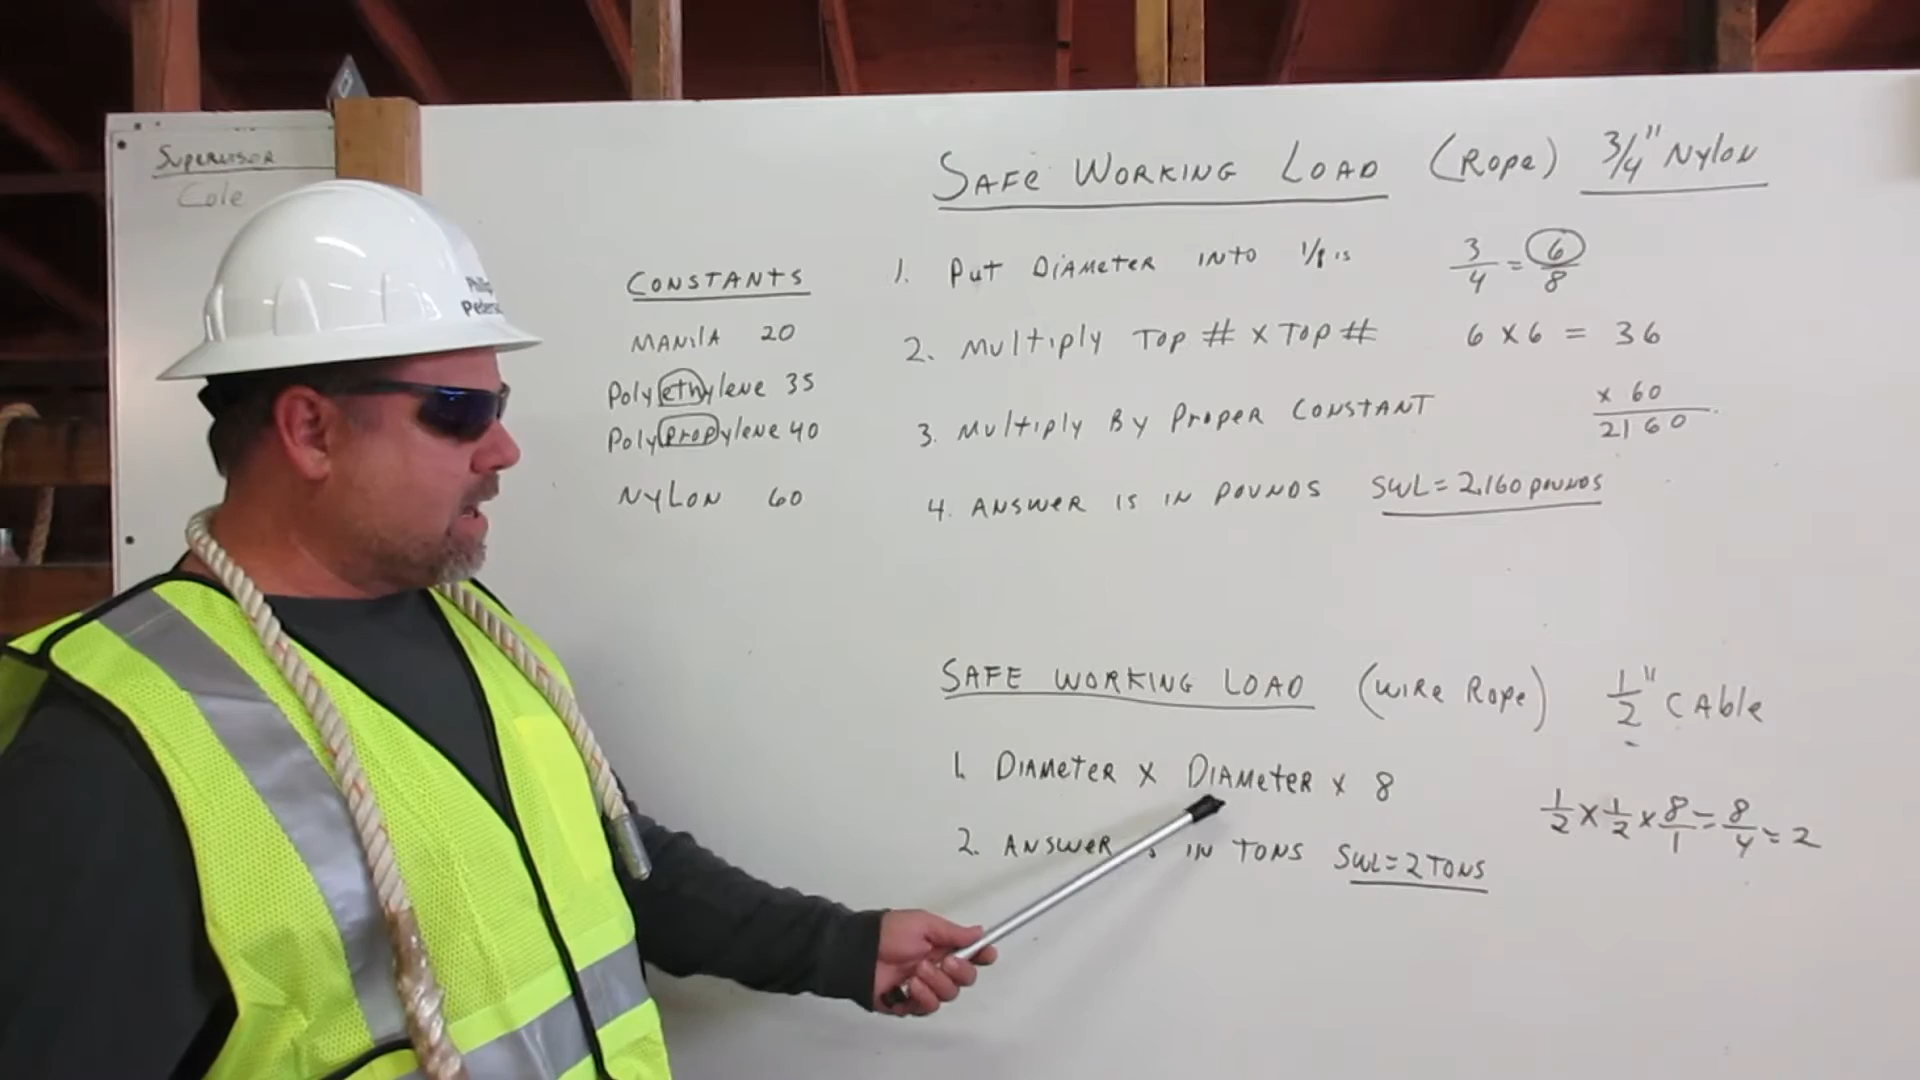 SUPERVISOR
Cole
SAFE WORKING LOAD (ROPE) 3/4" NYLON
CONSTANTS
MANILA 20
Polyethylene 35
Polypropylene 40
NYLON 60
1. Put DIAMETER INTO 1/8 is 3/4 = 6/8
2. Multiply Top # x Top # 6 x 6 = 36
3. Multiply By Proper CONSTANT x 60
2160
4. ANSWER IS IN POUNDS SWL = 2,160 POUNDS
SAFE WORKING LOAD (WIRE ROPE) 1/2" CABLE
1. DIAMETER x DIAMETER x 8 1/2 x 1/2 x 8/1 = 8/4 = 2
2. ANSWER IN TONS SWL = 2 TONS